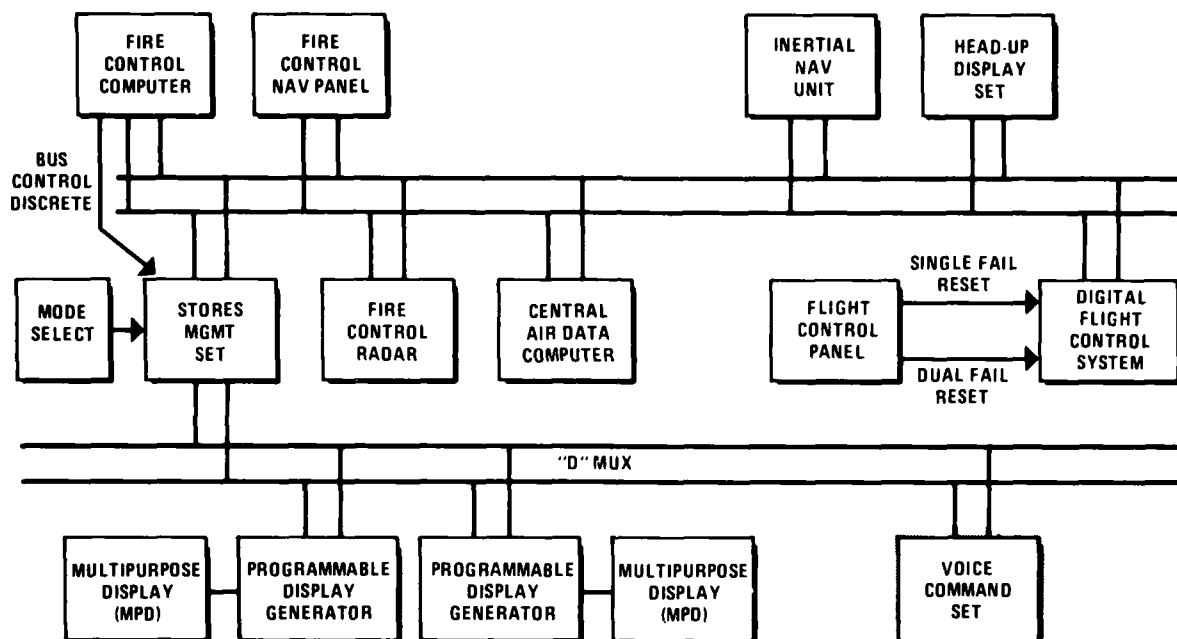 FIRE
CONTROL
COMPUTER
FIRE
CONTROL
NAV PANEL
INERTIAL
NAV
UNIT
HEAD-UP
DISPLAY
SET
BUS
CONTROL
DISCRETE
MODE
SELECT
STORES
MGMT
SET
FIRE
CONTROL
RADAR
CENTRAL
AIR DATA
COMPUTER
FLIGHT
CONTROL
PANEL
SINGLE FAIL
RESET
DUAL FAIL
RESET
DIGITAL
FLIGHT
CONTROL
SYSTEM
"D" MUX
MULTIPURPOSE
DISPLAY
(MPD)
PROGRAMMABLE
DISPLAY
GENERATOR
PROGRAMMABLE
DISPLAY
GENERATOR
MULTIPURPOSE
DISPLAY
(MPD)
VOICE
COMMAND
SET